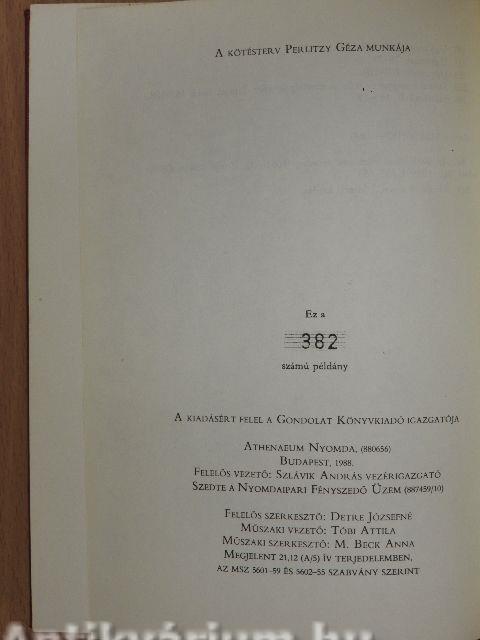 A KÖTÉSTERV PERLITZY GÉZA MUNKÁJA
Ez a
382
számú példány
A KIADÁSÉRT FELEL A GONDOLAT KÖNYVKIADÓ IGAZGATÓJA
ATHENAEUM NYOMDA, (880656)
BUDAPEST, 1988.
FELELŐS VEZETŐ: SZLÁVIK ANDRÁS VEZÉRIGAZGATÓ
SZEDTE A NYOMDAIPARI FÉNYSZEDŐ ÜZEM (887459/10)
FELELŐS SZERKESZTŐ: DETRE JÓZSEFNÉ
MŰSZAKI VEZETŐ: TÓBI ATTILA
MŰSZAKI SZERKESZTŐ: M. BECK ANNA
MEGJELENT 21,12 (A/5) ÍV TERJEDELEMBEN,
AZ MSZ 5601–59 ÉS 5602–55 SZABVÁNY SZERINT
Antikvárium.hu